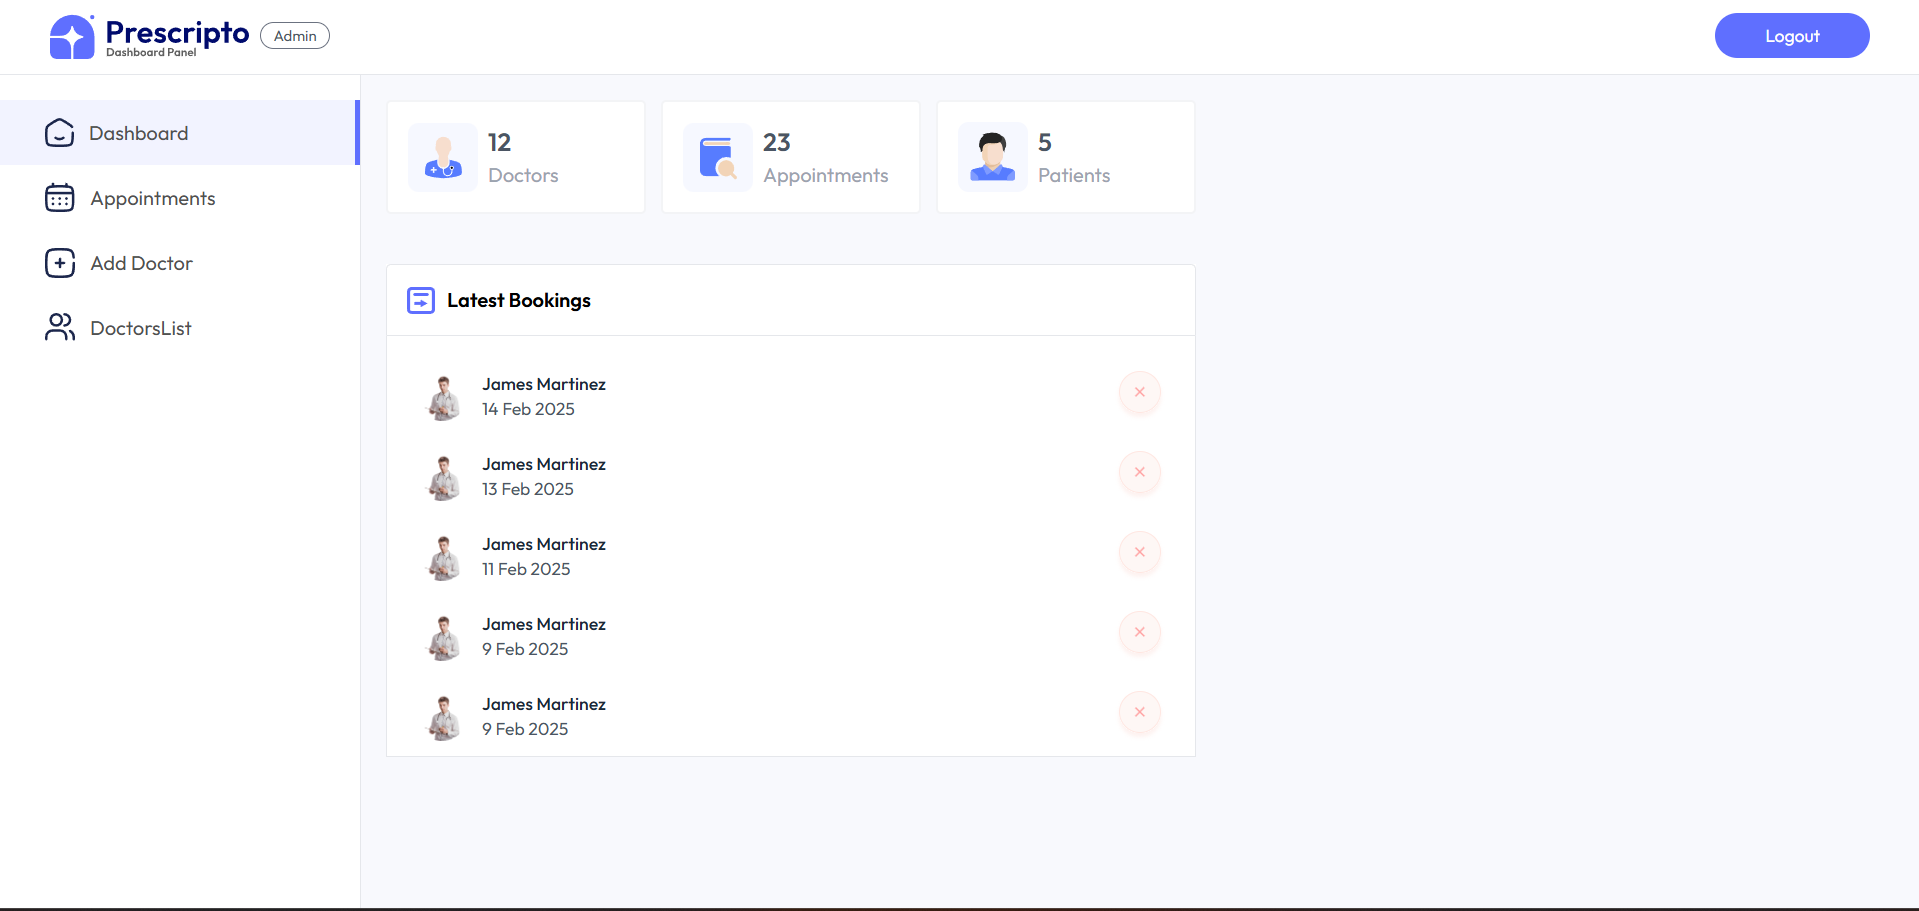 Prescripto
Dashboard Panel
Admin
Logout
Dashboard
Appointments
Add Doctor
DoctorsList
12
Doctors
23
Appointments
5
Patients
Latest Bookings
James Martinez
14 Feb 2025
James Martinez
13 Feb 2025
James Martinez
11 Feb 2025
James Martinez
9 Feb 2025
James Martinez
9 Feb 2025